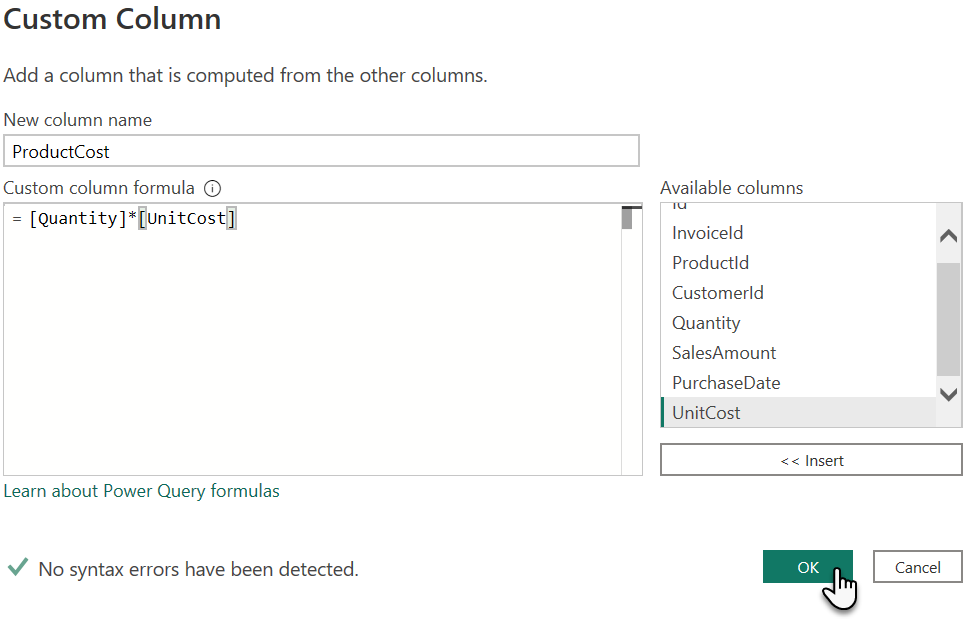 Custom Column
Add a column that is computed from the other columns.
New column name
ProductCost
Custom column formula
= [Quantity]*[UnitCost]
Available columns
Id
InvoiceId
ProductId
CustomerId
Quantity
SalesAmount
PurchaseDate
UnitCost
<< Insert
Learn about Power Query formulas
No syntax errors have been detected.
OK
Cancel